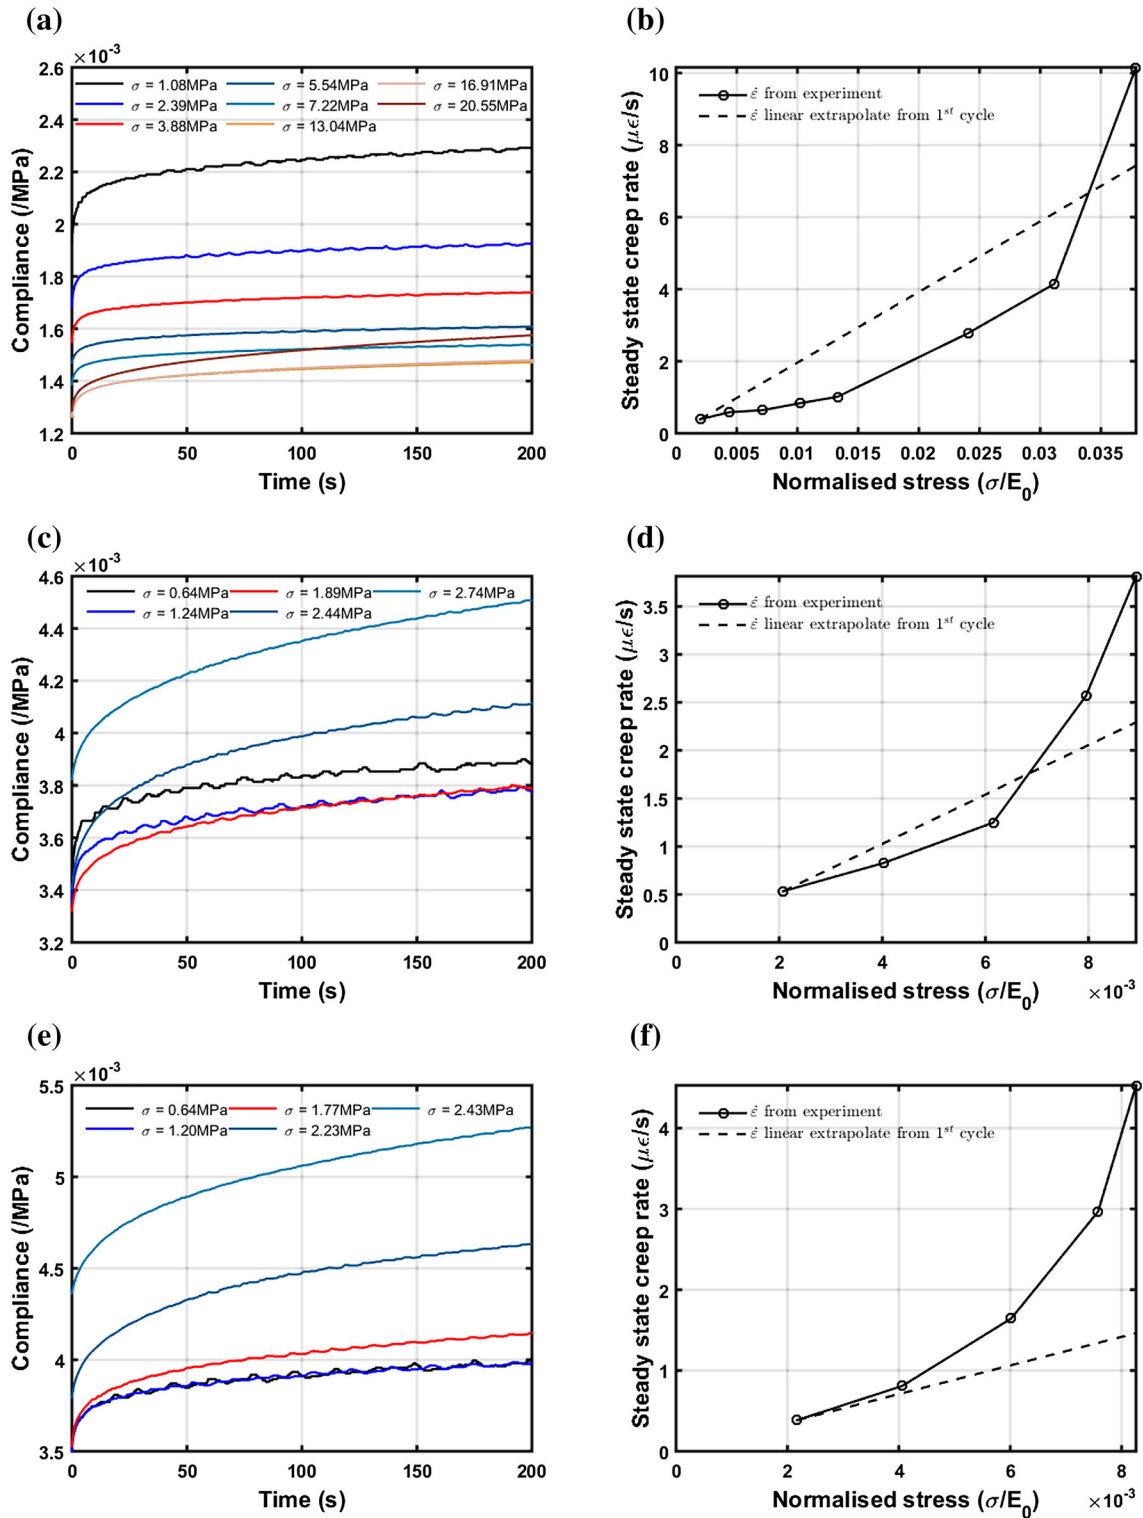 (a)
×10⁻³
2.6
2.4
2.2
2
1.8
1.6
1.4
1.2
Compliance (/MPa)
σ = 1.08MPa
σ = 2.39MPa
σ = 3.88MPa
σ = 5.54MPa
σ = 7.22MPa
σ = 13.04MPa
σ = 16.91MPa
σ = 20.55MPa
0 50 100 150 200
Time (s)
(b)
10
8
6
4
2
0
Steady state creep rate (με/s)
ε̇ from experiment
ε̇ linear extrapolate from 1ˢᵗ cycle
0 0.005 0.01 0.015 0.02 0.025 0.03 0.035
Normalised stress (σ/E₀)
(c)
×10⁻³
4.6
4.4
4.2
4
3.8
3.6
3.4
3.2
Compliance (/MPa)
σ = 0.64MPa
σ = 1.24MPa
σ = 1.89MPa
σ = 2.44MPa
σ = 2.74MPa
0 50 100 150 200
Time (s)
(d)
3.5
3
2.5
2
1.5
1
0.5
0
Steady state creep rate (με/s)
ε̇ from experiment
ε̇ linear extrapolate from 1ˢᵗ cycle
0 2 4 6 8
Normalised stress (σ/E₀)
×10⁻³
(e)
×10⁻³
5.5
5
4.5
4
3.5
Compliance (/MPa)
σ = 0.64MPa
σ = 1.20MPa
σ = 1.77MPa
σ = 2.23MPa
σ = 2.43MPa
0 50 100 150 200
Time (s)
(f)
4
3
2
1
0
Steady state creep rate (με/s)
ε̇ from experiment
ε̇ linear extrapolate from 1ˢᵗ cycle
0 2 4 6 8
Normalised stress (σ/E₀)
×10⁻³